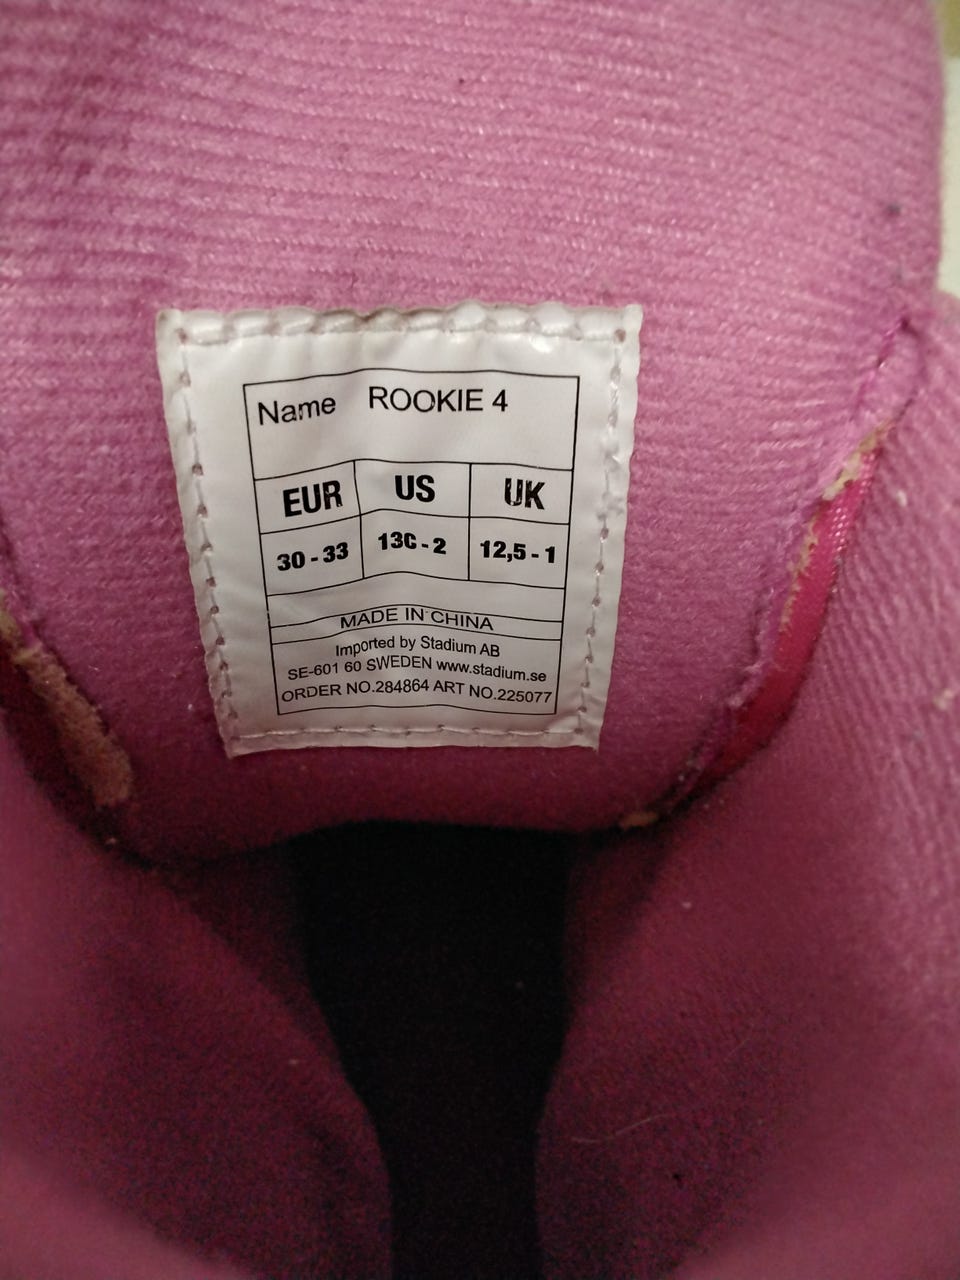 Name ROOKIE 4
EUR US UK
30 - 33 13C - 2 12,5 - 1
MADE IN CHINA
Imported by Stadium AB
SE-601 60 SWEDEN www.stadium.se
ORDER NO.284864 ART NO.225077